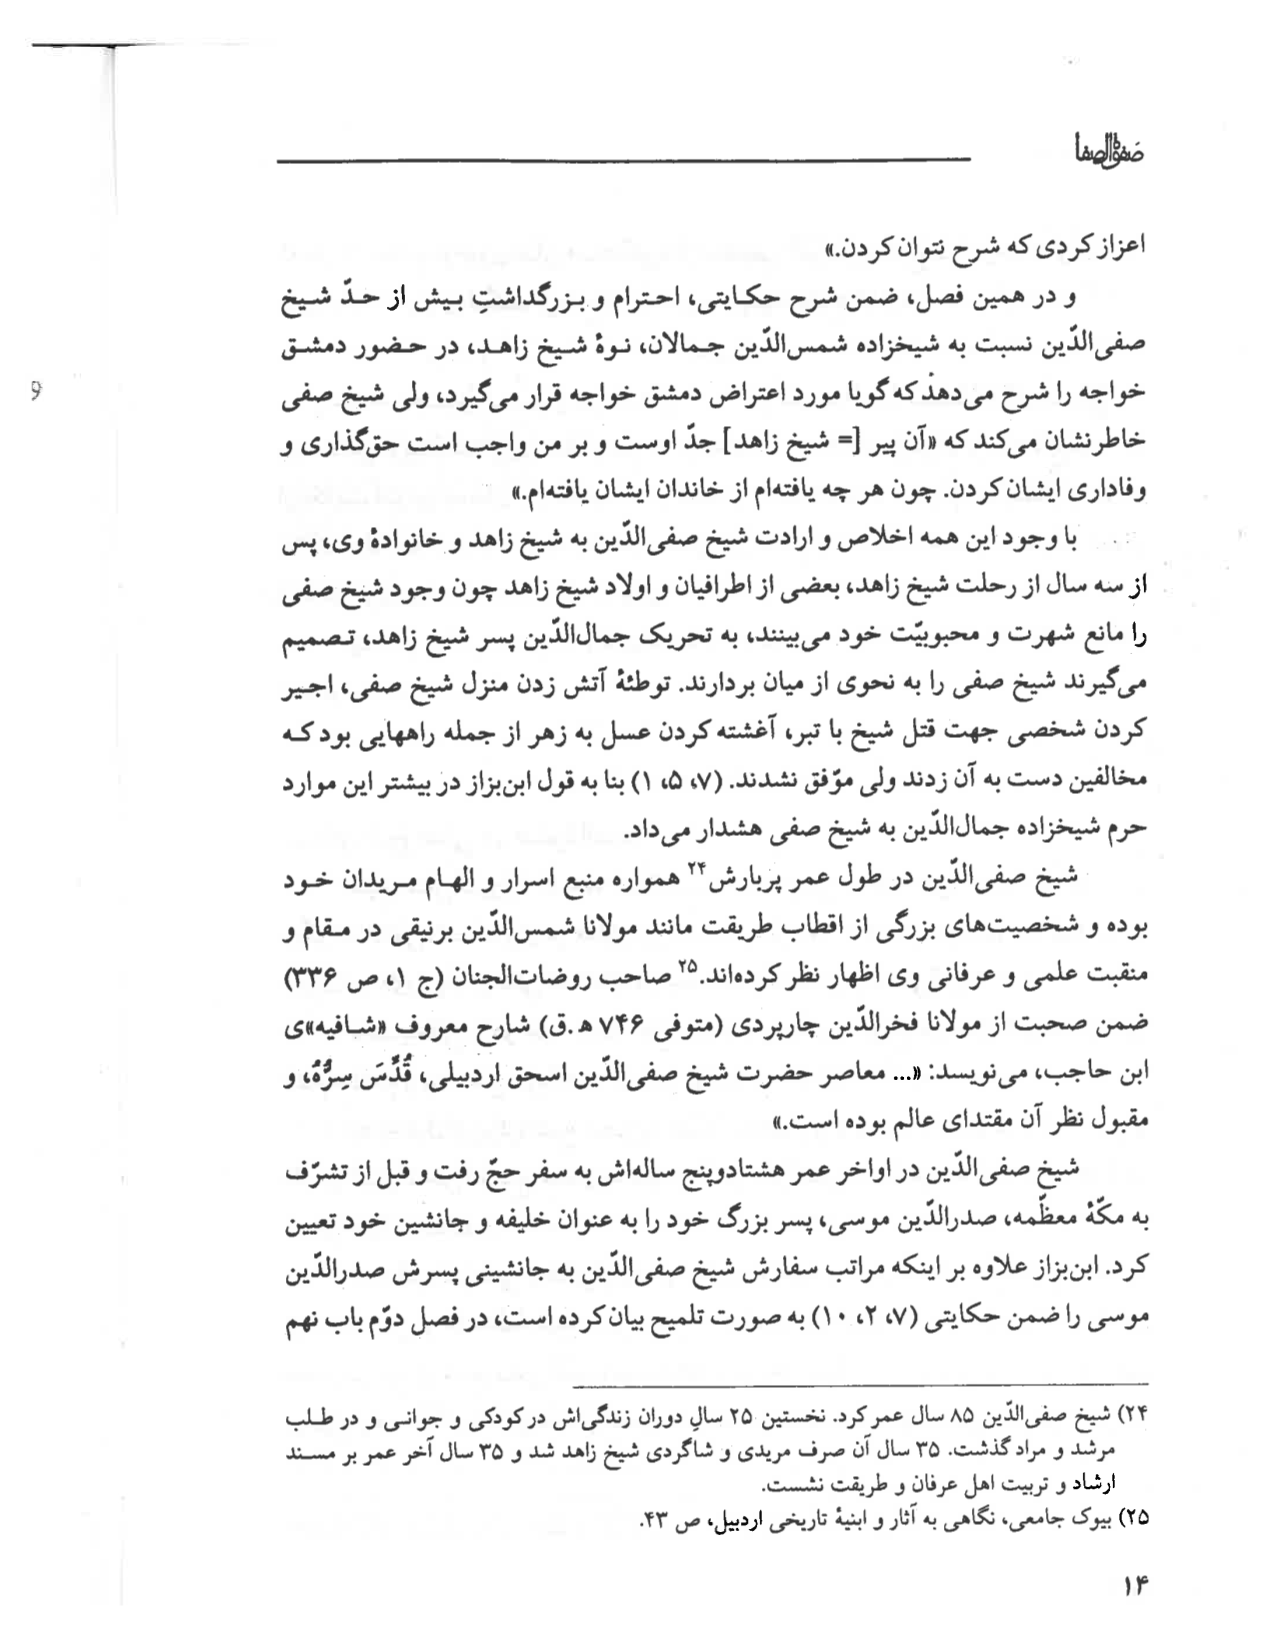 صفوة‌الصفا
اعزاز کردی که شرح نتوان کردن.»
و در همین فصل، ضمن شرح حکایتی، احترام و بزرگداشتِ بیش از حدّ شیخ
صفی‌الدّین نسبت به شیخزاده شمس‌الدّین جمالان، نوهٔ شیخ زاهد، در حضور دمشق
خواجه را شرح می‌دهد که گویا مورد اعتراض دمشق خواجه قرار می‌گیرد، ولی شیخ صفی
خاطرنشان می‌کند که «آن پیر [= شیخ زاهد] جدّ اوست و بر من واجب است حق‌گذاری و
وفاداری ایشان کردن. چون هر چه یافته‌ام از خاندان ایشان یافته‌ام.»
با وجود این همه اخلاص و ارادت شیخ صفی‌الدّین به شیخ زاهد و خانوادهٔ وی، پس
از سه سال از رحلت شیخ زاهد، بعضی از اطرافیان و اولاد شیخ زاهد چون وجود شیخ صفی
را مانع شهرت و محبوبیّت خود می‌بینند، به تحریک جمال‌الدّین پسر شیخ زاهد، تصمیم
می‌گیرند شیخ صفی را به نحوی از میان بردارند. توطئهٔ آتش زدن منزل شیخ صفی، اجیر
کردن شخصی جهت قتل شیخ با تبر، آغشته کردن عسل به زهر از جمله راههایی بود که
مخالفین دست به آن زدند ولی موّفق نشدند. (۷، ۵، ۱) بنا به قول ابن‌بزاز در بیشتر این موارد
حرم شیخزاده جمال‌الدّین به شیخ صفی هشدار می‌داد.
شیخ صفی‌الدّین در طول عمر پربارش۲۴ همواره منبع اسرار و الهام مریدان خود
بوده و شخصیت‌های بزرگی از اقطاب طریقت مانند مولانا شمس‌الدّین برنیقی در مقام و
منقبت علمی و عرفانی وی اظهار نظر کرده‌اند.۲۵ صاحب روضات‌الجنان (ج ۱، ص ۳۳۶)
ضمن صحبت از مولانا فخرالدّین چارپردی (متوفی ۷۴۶ ه‍ .ق) شارح معروف «شافیه»ی
ابن حاجب، می‌نویسد: «... معاصر حضرت شیخ صفی‌الدّین اسحق اردبیلی، قُدِّسَ سِرُّهُ، و
مقبول نظر آن مقتدای عالم بوده است.»
شیخ صفی‌الدّین در اواخر عمر هشتادوپنج ساله‌اش به سفر حجّ رفت و قبل از تشرّف
به مکّهٔ معظّمه، صدرالدّین موسی، پسر بزرگ خود را به عنوان خلیفه و جانشین خود تعیین
کرد. ابن‌بزاز علاوه بر اینکه مراتب سفارش شیخ صفی‌الدّین به جانشینی پسرش صدرالدّین
موسی را ضمن حکایتی (۷، ۲، ۱۰) به صورت تلمیح بیان کرده است، در فصل دوّم باب نهم
۲۴) شیخ صفی‌الدّین ۸۵ سال عمر کرد. نخستین ۲۵ سالِ دوران زندگی‌اش در کودکی و جوانی و در طلب
مرشد و مراد گذشت. ۳۵ سال آن صرف مریدی و شاگردی شیخ زاهد شد و ۳۵ سال آخر عمر بر مسند
ارشاد و تربیت اهل عرفان و طریقت نشست.
۲۵) بیوک جامعی، نگاهی به آثار و ابنیهٔ تاریخی اردبیل، ص ۴۳.
۱۴